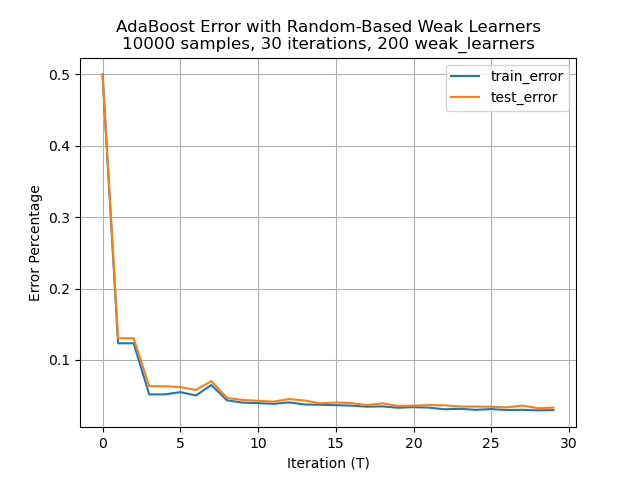 AdaBoost Error with Random-Based Weak Learners
10000 samples, 30 iterations, 200 weak_learners
train_error
test_error
Error Percentage
0.5
0.4
0.3
0.2
0.1
0 5 10 15 20 25 30
Iteration (T)